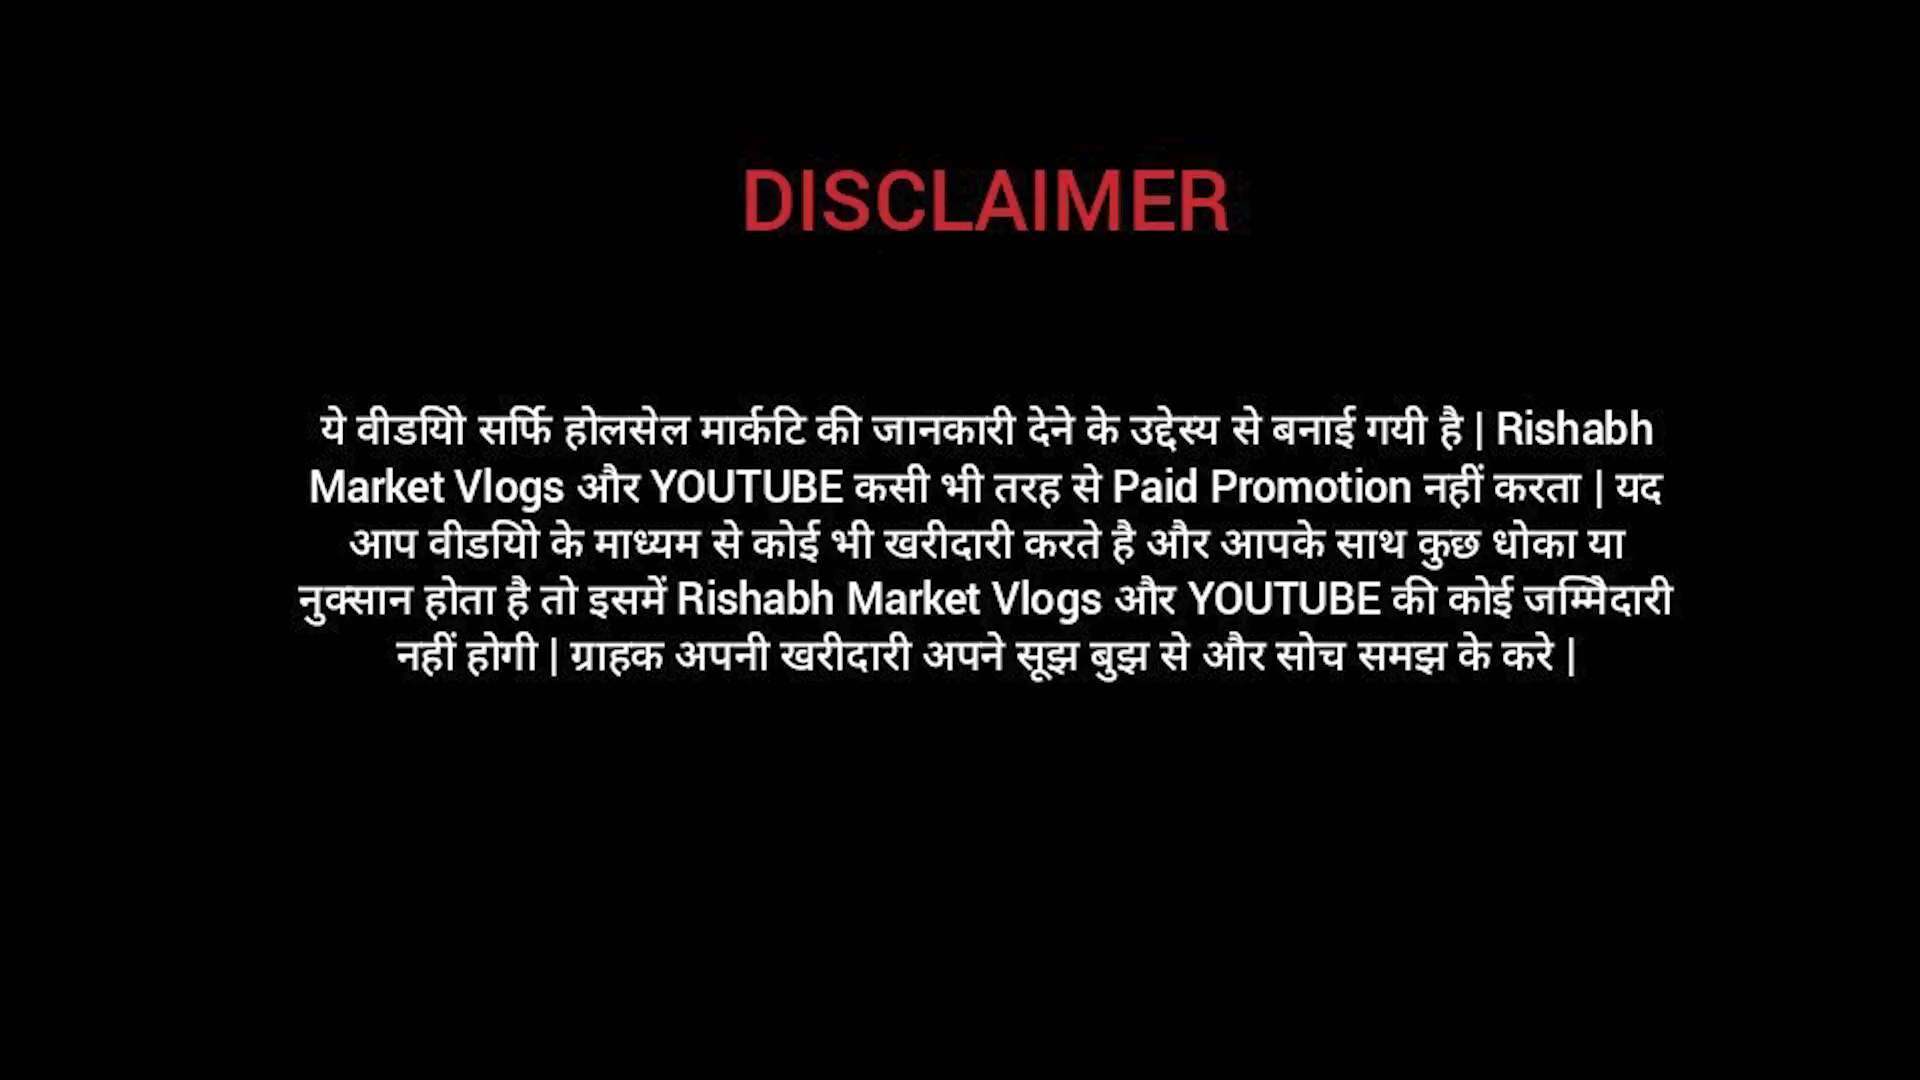 DISCLAIMER
ये वीडयिो सर्फि होलसेल मार्कटि की जानकारी देने के उद्देस्य से बनाई गयी है | Rishabh
Market Vlogs और YOUTUBE कसी भी तरह से Paid Promotion नहीं करता | यद
आप वीडयिो के माध्यम से कोई भी खरीदारी करते है और आपके साथ कुछ धोका या
नुक्सान होता है तो इसमें Rishabh Market Vlogs और YOUTUBE की कोई जम्मिेदारी
नहीं होगी | ग्राहक अपनी खरीदारी अपने सूझ बुझ से और सोच समझ के करे |